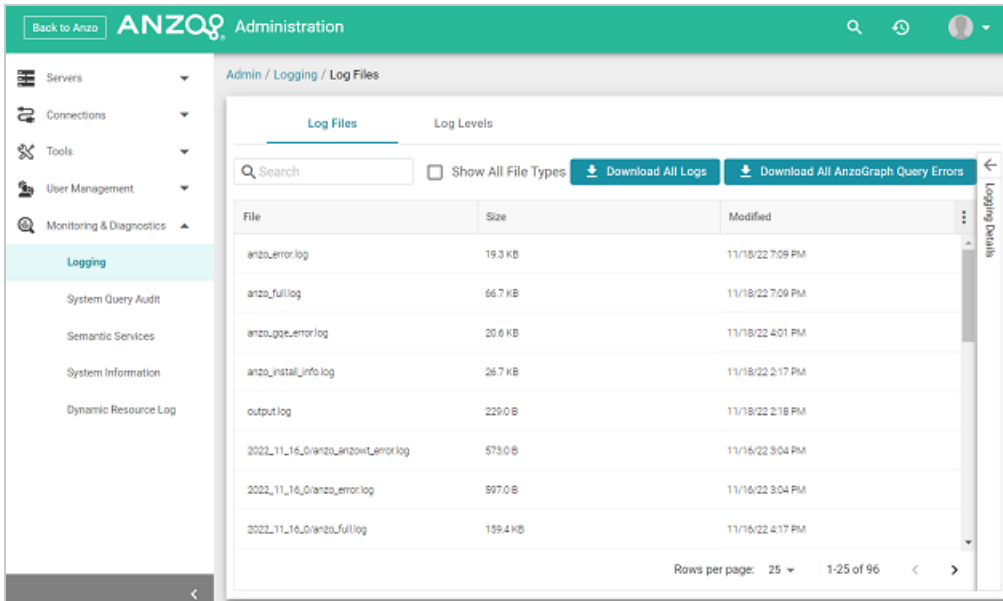 Back to Anzo ANZO Administration
Servers
Connections
Tools
User Management
Monitoring & Diagnostics
Logging
System Query Audit
Semantic Services
System Information
Dynamic Resource Log
Admin / Logging / Log Files
Log Files Log Levels
Search Show All File Types Download All Logs Download All AnzoGraph Query Errors
Logging Details
File Size Modified
anzo_error.log 19.3 KB 11/18/22 7:09 PM
anzo_full.log 66.7 KB 11/18/22 7:09 PM
anzo_gqe_error.log 20.6 KB 11/18/22 4:01 PM
anzo_install_info.log 26.7 KB 11/18/22 2:17 PM
output.log 229.0 B 11/18/22 2:18 PM
2022_11_16_0/anzo_anzowt_error.log 573.0 B 11/16/22 3:04 PM
2022_11_16_0/anzo_error.log 597.0 B 11/16/22 3:04 PM
2022_11_16_0/anzo_full.log 159.4 KB 11/16/22 4:17 PM
Rows per page: 25 1-25 of 96